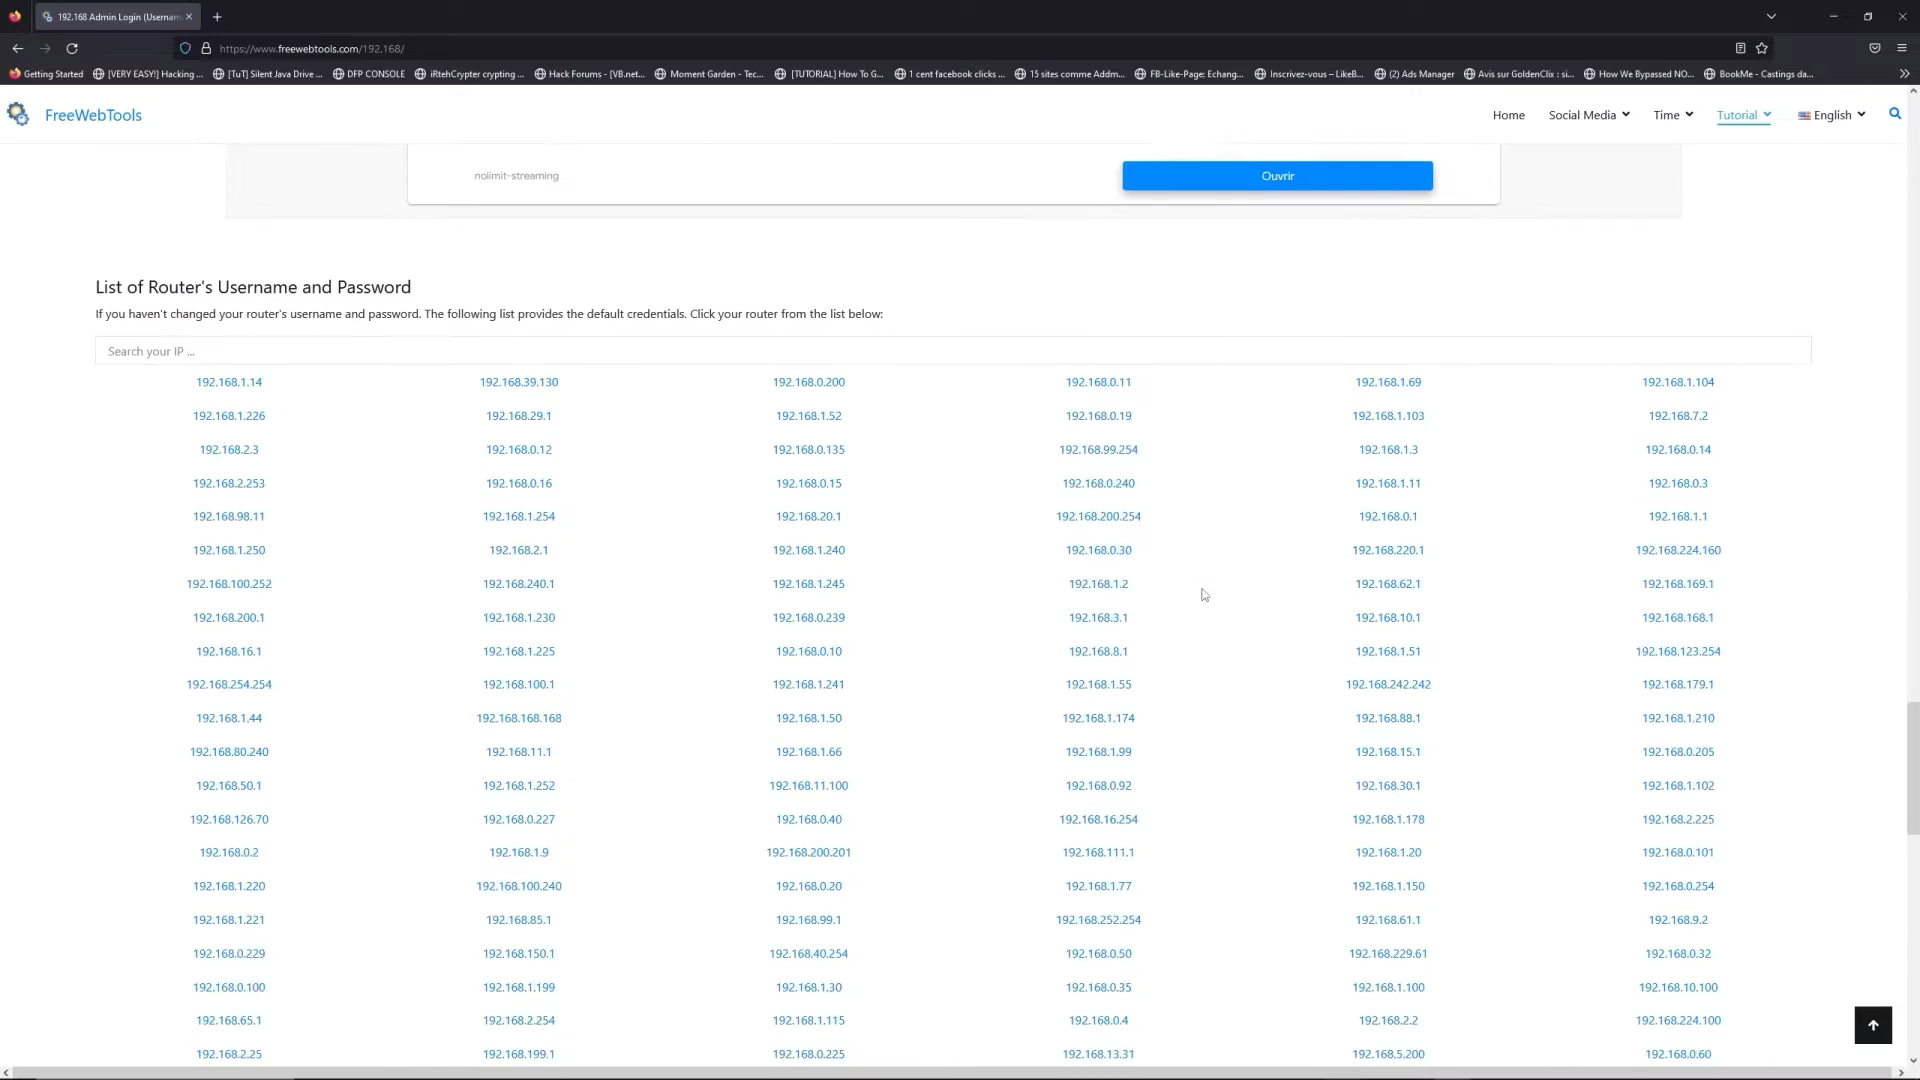 192.168 Admin Login (Usernam
https://www.freewebtools.com/192.168/
Getting Started [VERY EASY!] Hacking ... [TuT] Silent Java Drive ... DFP CONSOLE iRtehCrypter crypting ... Hack Forums - [VB.net... Moment Garden - Tec... [TUTORIAL] How To G... 1 cent facebook clicks ... 15 sites comme Addm... FB-Like-Page: Echang... Inscrivez-vous – LikeB... (2) Ads Manager Avis sur GoldenClix : si... How We Bypassed NO... BookMe - Castings da...
FreeWebTools Home Social Media Time Tutorial English
nolimit-streaming Ouvrir
List of Router's Username and Password
If you haven't changed your router's username and password. The following list provides the default credentials. Click your router from the list below:
Search your IP ...
192.168.1.14 192.168.39.130 192.168.0.200 192.168.0.11 192.168.1.69 192.168.1.104
192.168.1.226 192.168.29.1 192.168.1.52 192.168.0.19 192.168.1.103 192.168.7.2
192.168.2.3 192.168.0.12 192.168.0.135 192.168.99.254 192.168.1.3 192.168.0.14
192.168.2.253 192.168.0.16 192.168.0.15 192.168.0.240 192.168.1.11 192.168.0.3
192.168.98.11 192.168.1.254 192.168.20.1 192.168.200.254 192.168.0.1 192.168.1.1
192.168.1.250 192.168.2.1 192.168.1.240 192.168.0.30 192.168.220.1 192.168.224.160
192.168.100.252 192.168.240.1 192.168.1.245 192.168.1.2 192.168.62.1 192.168.169.1
192.168.200.1 192.168.1.230 192.168.0.239 192.168.3.1 192.168.10.1 192.168.168.1
192.168.16.1 192.168.1.225 192.168.0.10 192.168.8.1 192.168.1.51 192.168.123.254
192.168.254.254 192.168.100.1 192.168.1.241 192.168.1.55 192.168.242.242 192.168.179.1
192.168.1.44 192.168.168.168 192.168.1.50 192.168.1.174 192.168.88.1 192.168.1.210
192.168.80.240 192.168.11.1 192.168.1.66 192.168.1.99 192.168.15.1 192.168.0.205
192.168.50.1 192.168.1.252 192.168.11.100 192.168.0.92 192.168.30.1 192.168.1.102
192.168.126.70 192.168.0.227 192.168.0.40 192.168.16.254 192.168.1.178 192.168.2.225
192.168.0.2 192.168.1.9 192.168.200.201 192.168.111.1 192.168.1.20 192.168.0.101
192.168.1.220 192.168.100.240 192.168.0.20 192.168.1.77 192.168.1.150 192.168.0.254
192.168.1.221 192.168.85.1 192.168.99.1 192.168.252.254 192.168.61.1 192.168.9.2
192.168.0.229 192.168.150.1 192.168.40.254 192.168.0.50 192.168.229.61 192.168.0.32
192.168.0.100 192.168.1.199 192.168.1.30 192.168.0.35 192.168.1.100 192.168.10.100
192.168.65.1 192.168.2.254 192.168.1.115 192.168.0.4 192.168.2.2 192.168.224.100
192.168.2.25 192.168.199.1 192.168.0.225 192.168.13.31 192.168.5.200 192.168.0.60